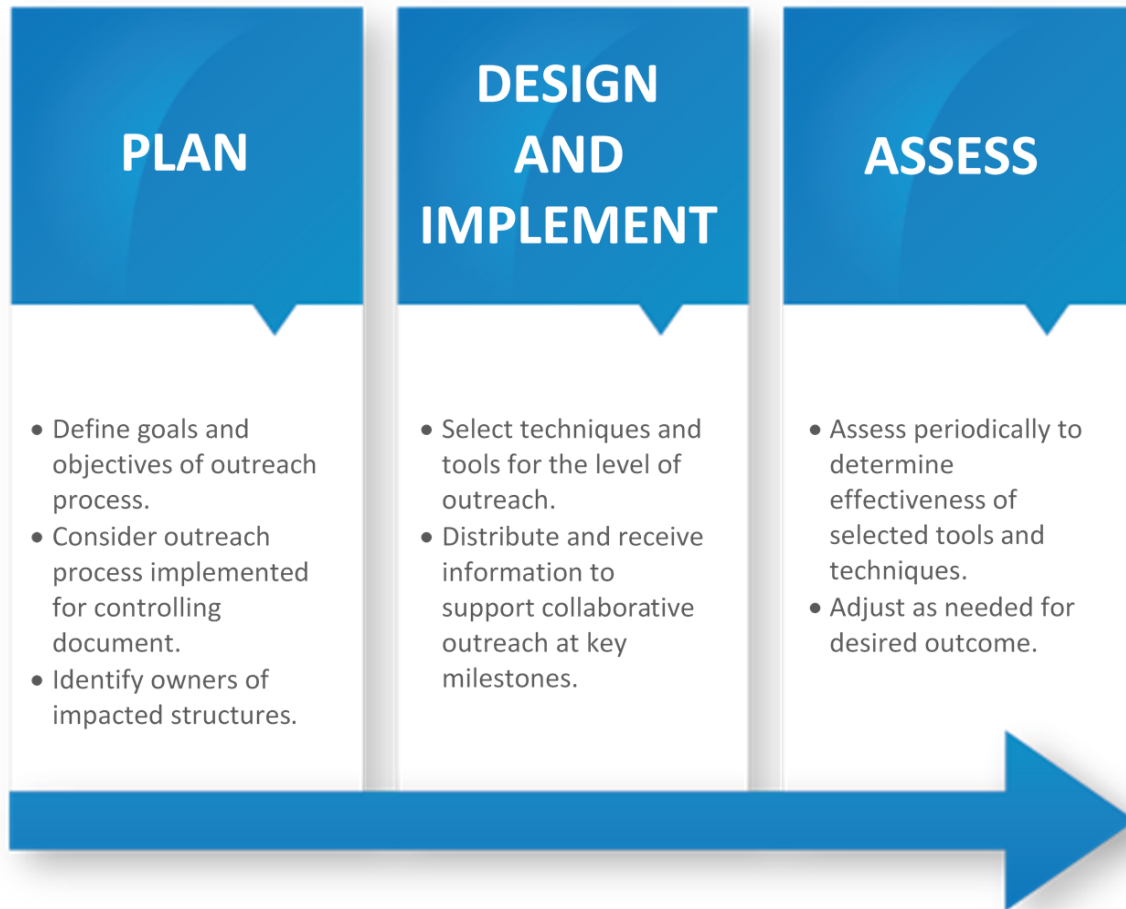 PLAN
• Define goals and
objectives of outreach
process.
• Consider outreach
process implemented
for controlling
document.
• Identify owners of
impacted structures.
DESIGN
AND
IMPLEMENT
• Select techniques and
tools for the level of
outreach.
• Distribute and receive
information to
support collaborative
outreach at key
milestones.
ASSESS
• Assess periodically to
determine
effectiveness of
selected tools and
techniques.
• Adjust as needed for
desired outcome.